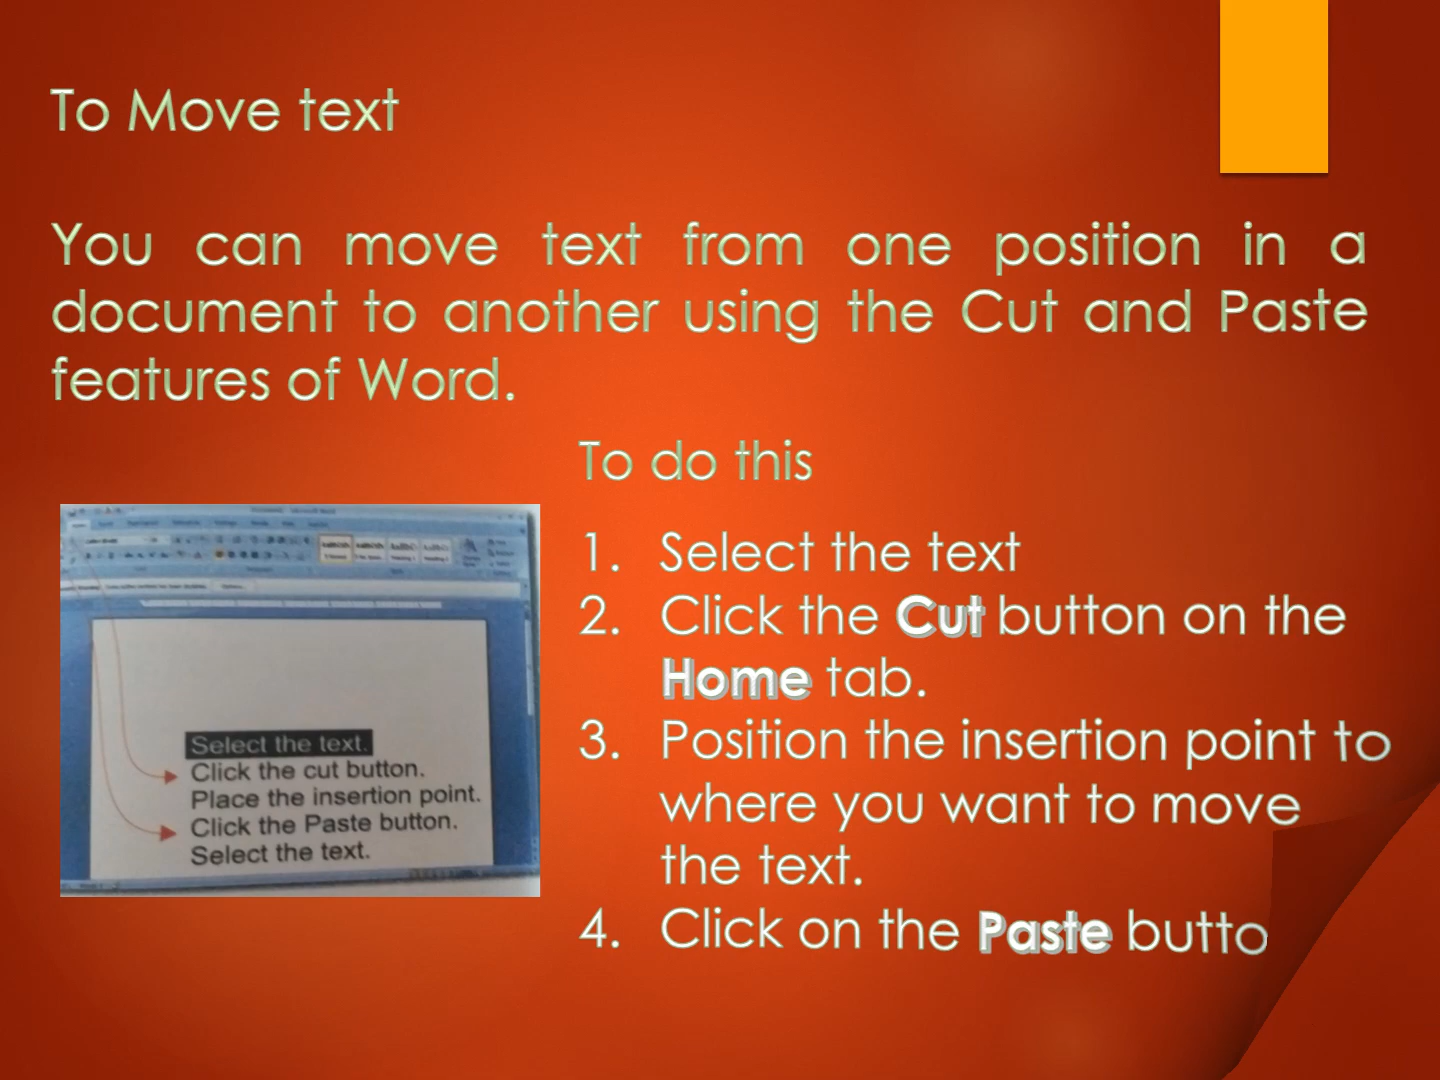 To Move text
You can move text from one position in a
document to another using the Cut and Paste
features of Word.
To do this
1. Select the text
2. Click the Cut button on the
Home tab.
3. Position the insertion point to
where you want to move
the text.
4. Click on the Paste butto
Select the text.
Click the cut button.
Place the insertion point.
Click the Paste button.
Select the text.